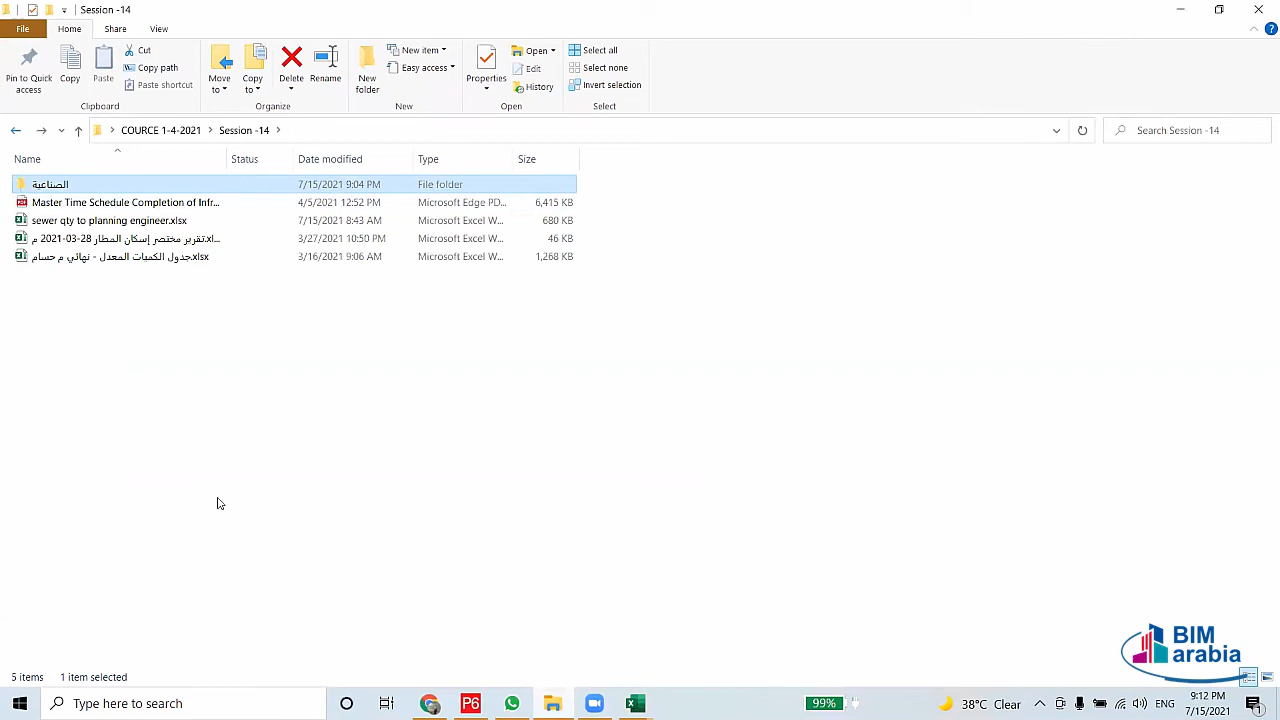 Session -14
File
Home
Share
View
Pin to Quick access
Copy
Paste
Cut
Copy path
Paste shortcut
Clipboard
Move to
Copy to
Delete
Rename
Organize
New folder
New item
Easy access
New
Properties
Open
Edit
History
Open
Select all
Select none
Invert selection
Select
COURCE 1-4-2021 > Session -14 >
Search Session -14
Name Status Date modified Type Size
الصناعية 7/15/2021 9:04 PM File folder
Master Time Schedule Completion of Infr... 4/5/2021 12:52 PM Microsoft Edge PD... 6,415 KB
sewer qty to planning engineer.xlsx 7/15/2021 8:43 AM Microsoft Excel W... 680 KB
تقرير مختصر إسكان المطار 28-03-2021 م.xl... 3/27/2021 10:50 PM Microsoft Excel W... 46 KB
جدول الكميات المعدل - نهائي م حسام.xlsx 3/16/2021 9:06 AM Microsoft Excel W... 1,268 KB
BIM
arabia
5 items 1 item selected
Type here to search
P6
99%
38°C Clear
ENG
9:12 PM
7/15/2021
1